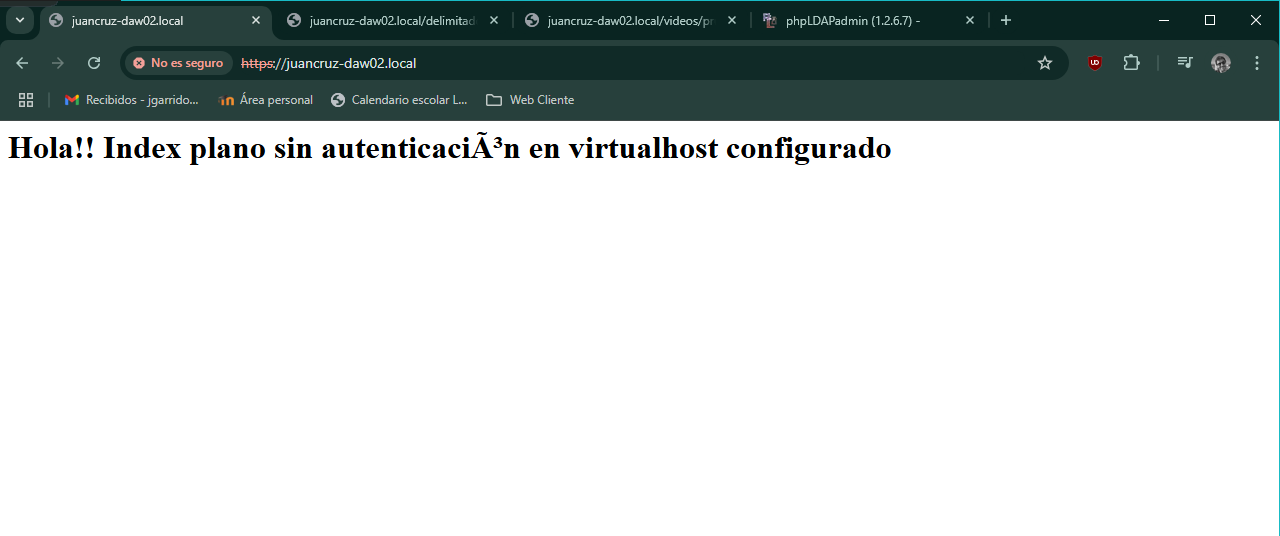 juancruz-daw02.local
juancruz-daw02.local/delimitad
juancruz-daw02.local/videos/pr
phpLDAPadmin (1.2.6.7) -
No es seguro
https://juancruz-daw02.local
Recibidos - jgarrido...
Área personal
Calendario escolar L...
Web Cliente
Hola!! Index plano sin autenticaciÃ³n en virtualhost configurado